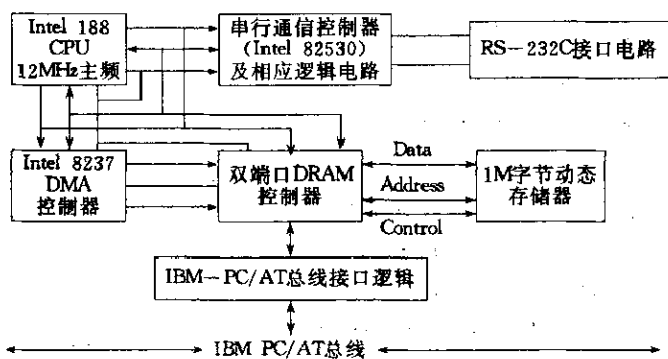 Intel 188
CPU
12MHz主频
串行通信控制器
(Intel 82530)
及相应逻辑电路
RS-232C接口电路
Intel 8237
DMA
控制器
双端口DRAM
控制器
Data
Address
Control
1M字节动态
存储器
IBM-PC/AT总线接口逻辑
IBM PC/AT总线